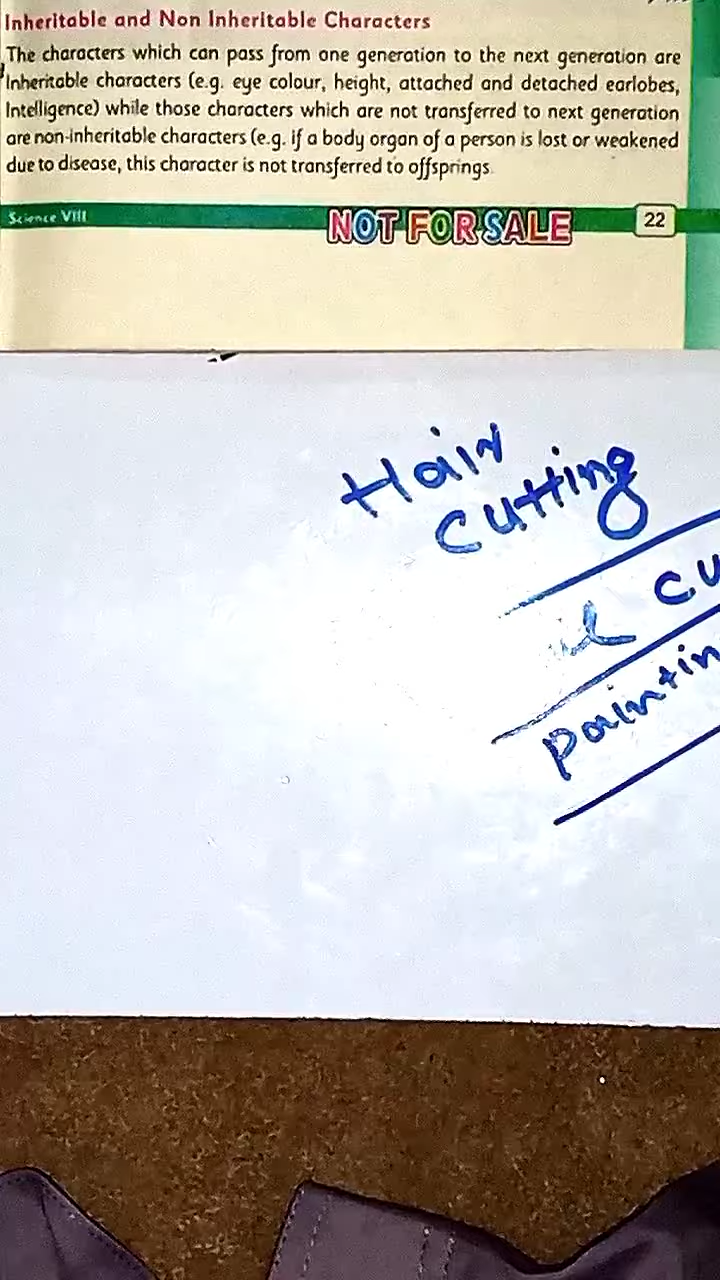 Inheritable and Non Inheritable Characters
The characters which can pass from one generation to the next generation are
Inheritable characters (e.g. eye colour, height, attached and detached earlobes,
Intelligence) while those characters which are not transferred to next generation
are non-inheritable characters (e.g. if a body organ of a person is lost or weakened
due to disease, this character is not transferred to offsprings.
Science VIII
NOT FOR SALE
22
Hair
cutting
cu
paintin